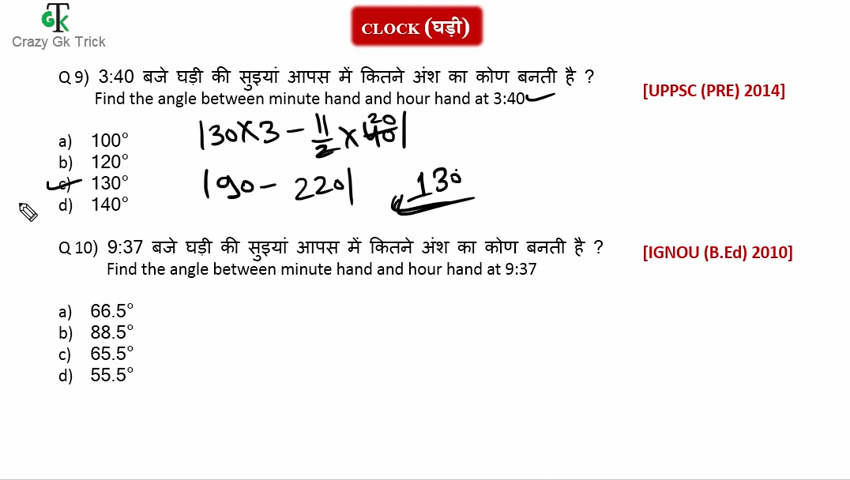 GT
Crazy Gk Trick
CLOCK (घड़ी)
Q 9) 3:40 बजे घड़ी की सुइयां आपस में कितने अंश का कोण बनती है ?
Find the angle between minute hand and hour hand at 3:40
[UPPSC (PRE) 2014]
a) 100°
b) 120°
c) 130°
d) 140°
|30×3 - 11/2 × 40| 20
|90 - 220| 130
Q 10) 9:37 बजे घड़ी की सुइयां आपस में कितने अंश का कोण बनती है ?
Find the angle between minute hand and hour hand at 9:37
[IGNOU (B.Ed) 2010]
a) 66.5°
b) 88.5°
c) 65.5°
d) 55.5°